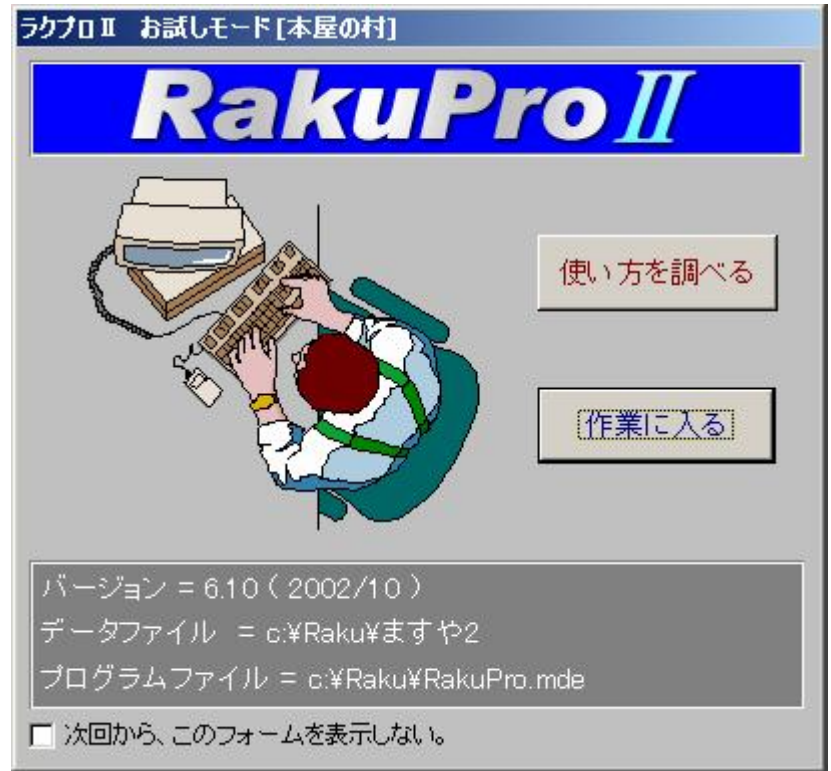 ラクプロⅡ　お試しモード[本屋の村]
RakuPro Ⅱ
使い方を調べる
作業に入る
バージョン = 6.10 ( 2002/10 )
データファイル = c:¥Raku¥ますや2
プログラムファイル = c:¥Raku¥RakuPro.mde
次回から、このフォームを表示しない。